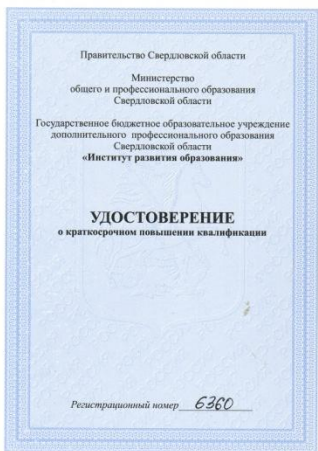 Правительство Свердловской области
Министерство
общего и профессионального образования
Свердловской области
Государственное бюджетное образовательное учреждение
дополнительного профессионального образования
Свердловской области
«Институт развития образования»
УДОСТОВЕРЕНИЕ
о краткосрочном повышении квалификации
Регистрационный номер 6360